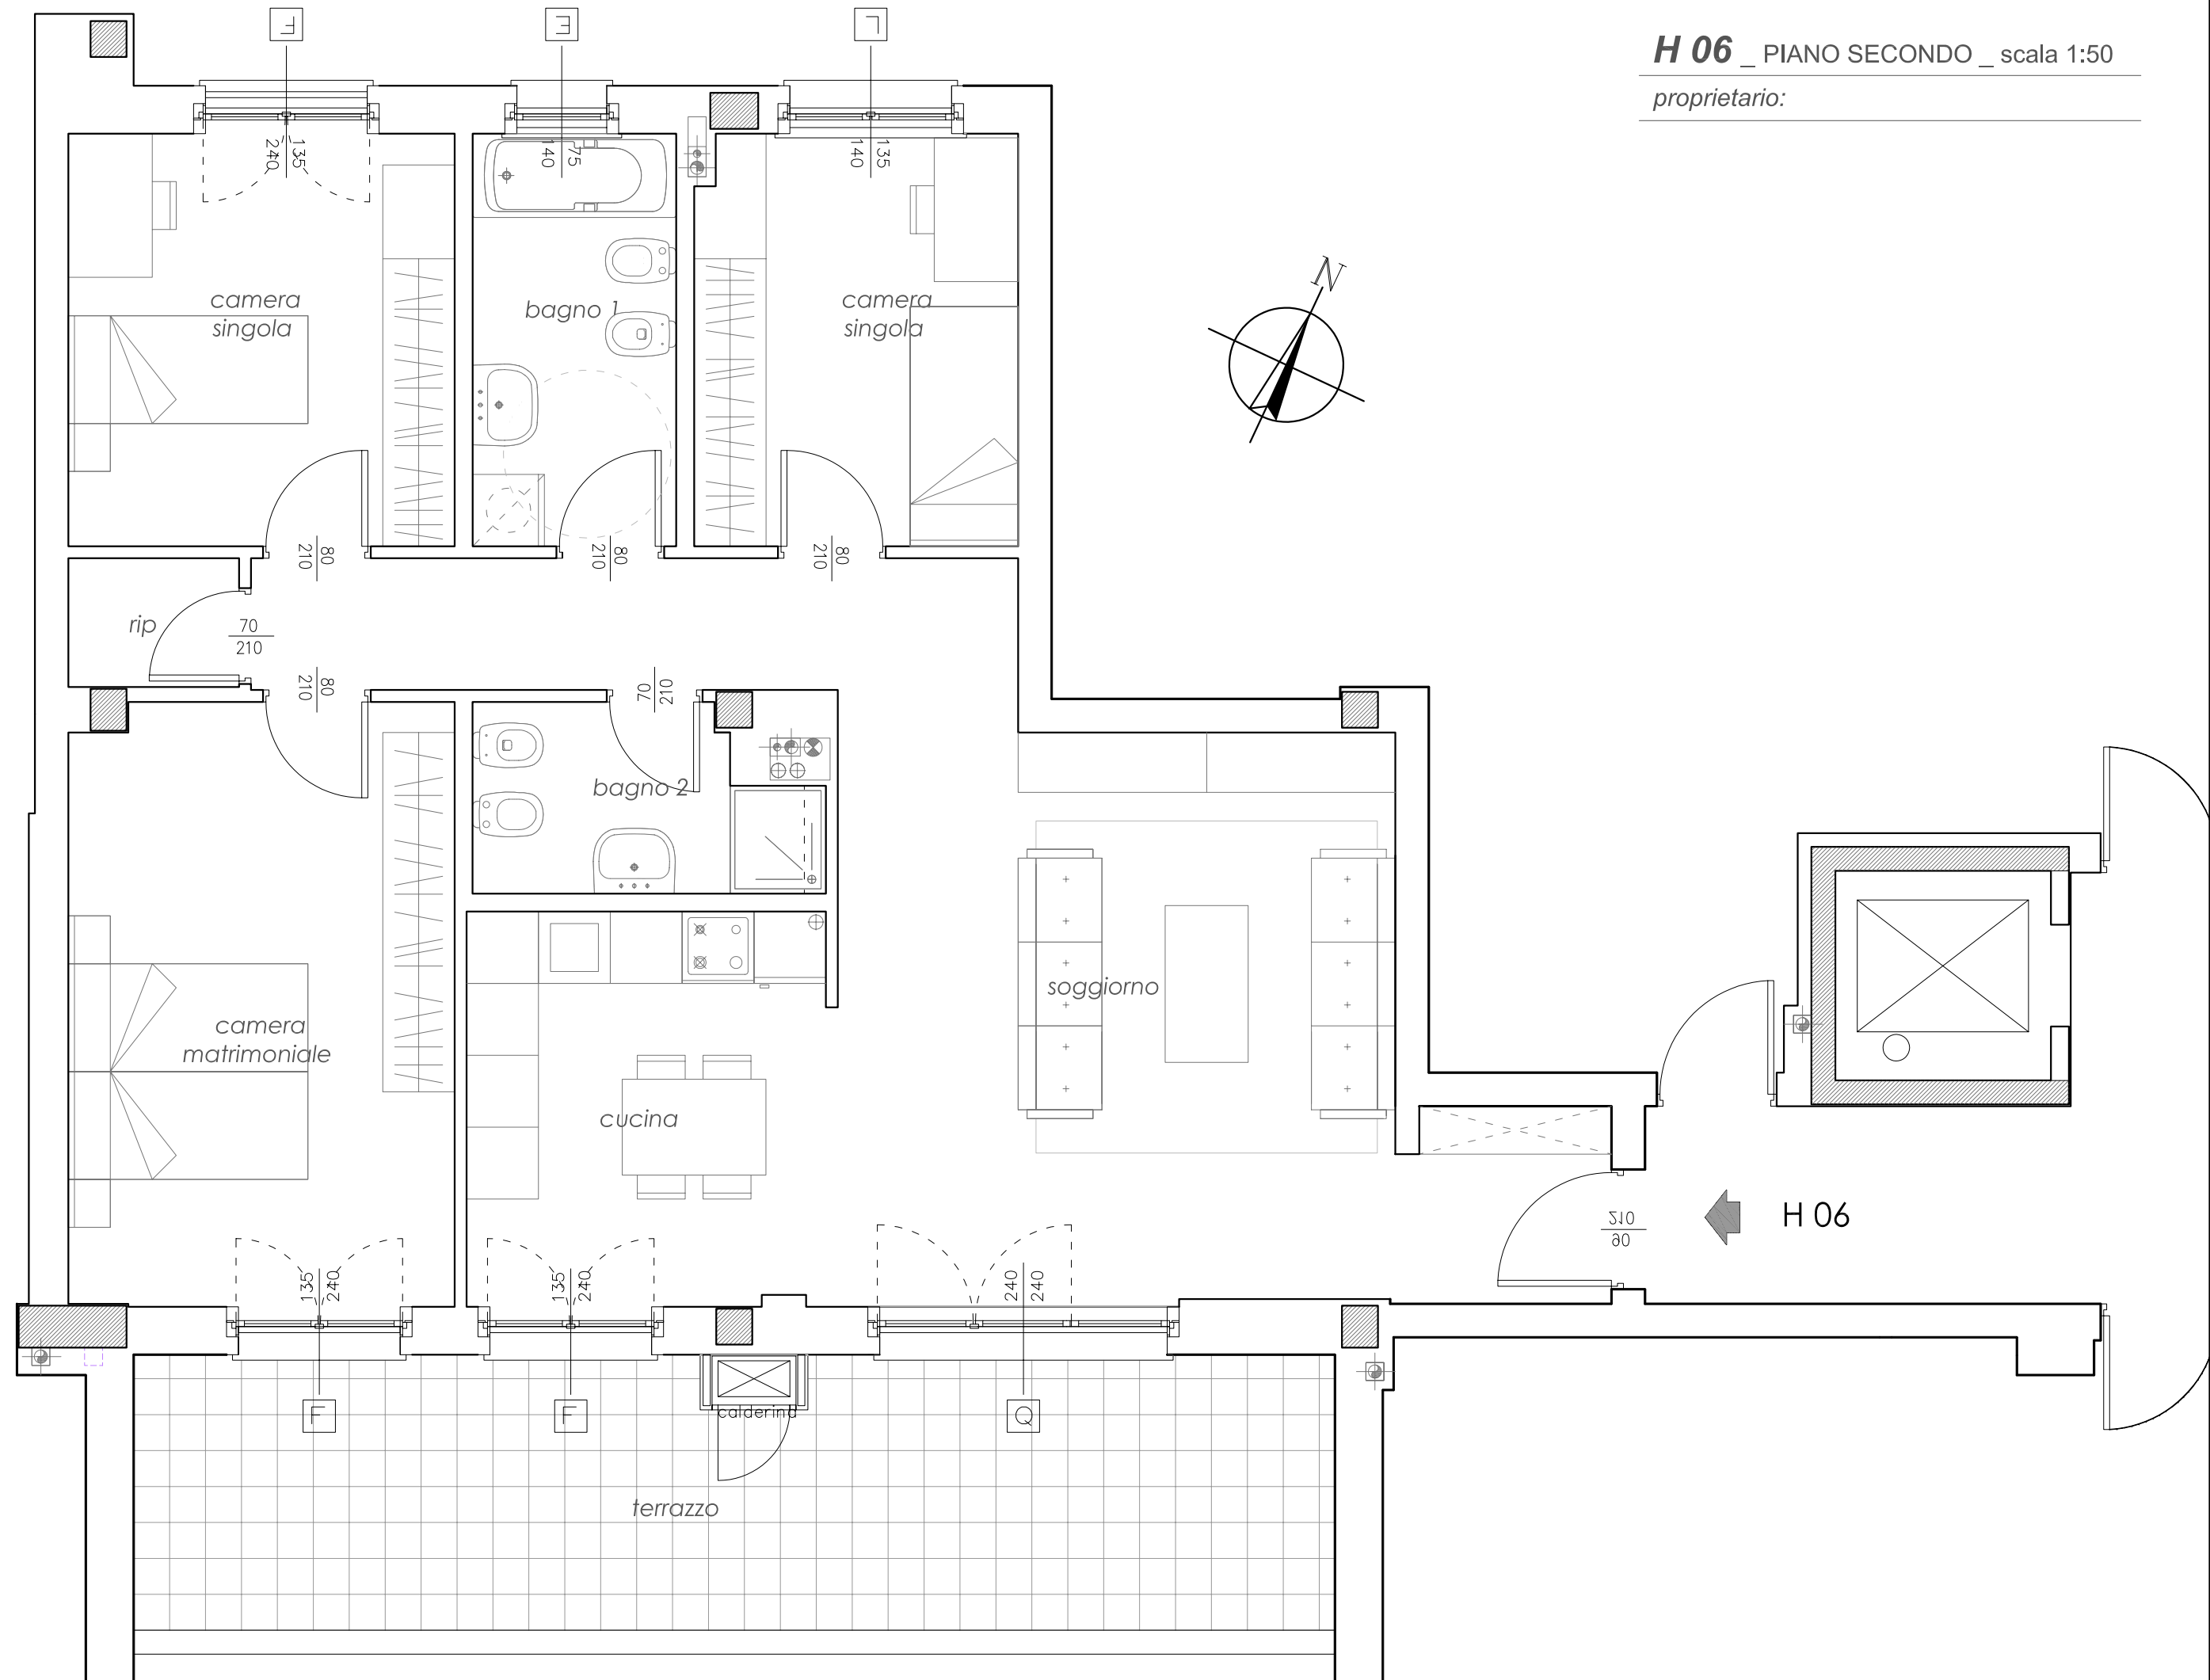 F
E
L
H 06 _ PIANO SECONDO _ scala 1:50
proprietario:
135
240
75
140
135
140
N
camera
singola
bagno 1
camera
singola
80
210
80
210
80
210
rip
70
210
80
210
70
210
bagno 2
soggiorno
camera
matrimoniale
cucina
210
90
H 06
135
240
135
240
240
240
F
F
Q
calderina
terrazzo